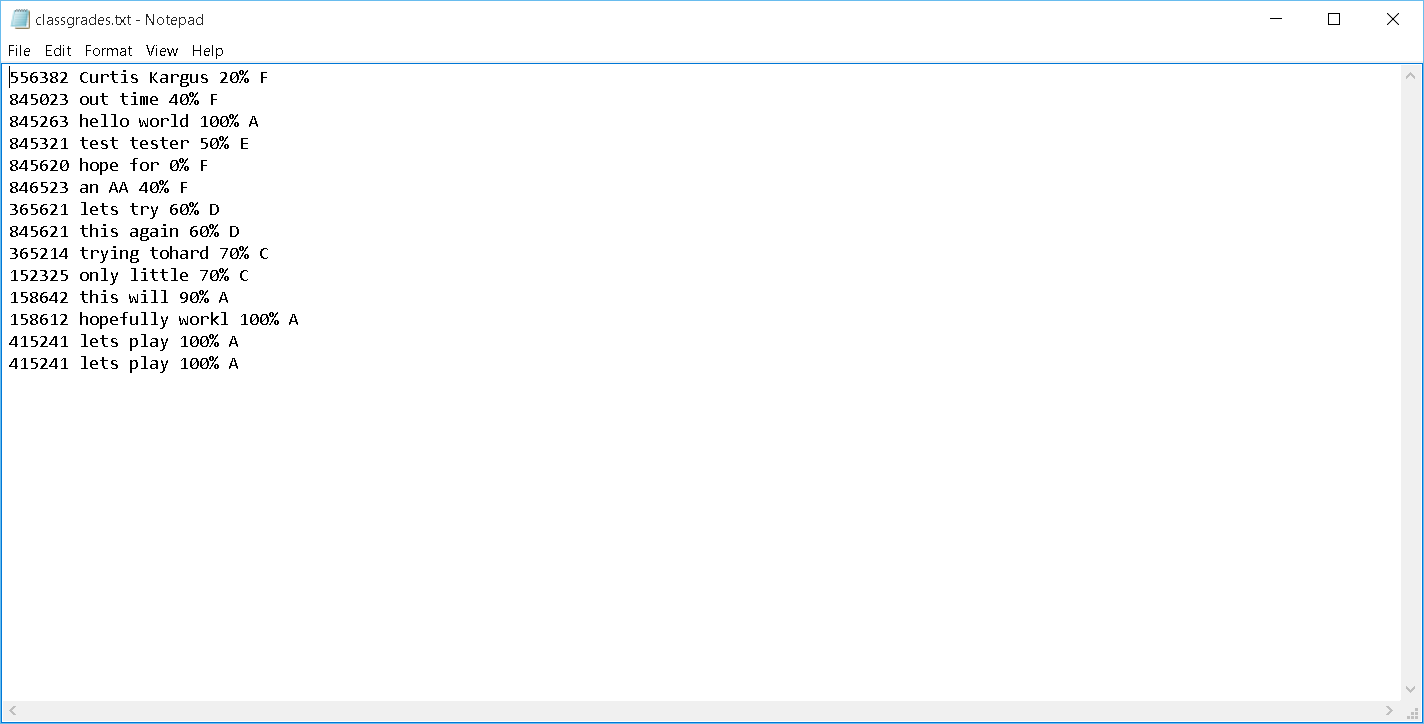 classgrades.txt - Notepad
File Edit Format View Help
556382 Curtis Kargus 20% F
845023 out time 40% F
845263 hello world 100% A
845321 test tester 50% E
845620 hope for 0% F
846523 an AA 40% F
365621 lets try 60% D
845621 this again 60% D
365214 trying tohard 70% C
152325 only little 70% C
158642 this will 90% A
158612 hopefully workl 100% A
415241 lets play 100% A
415241 lets play 100% A